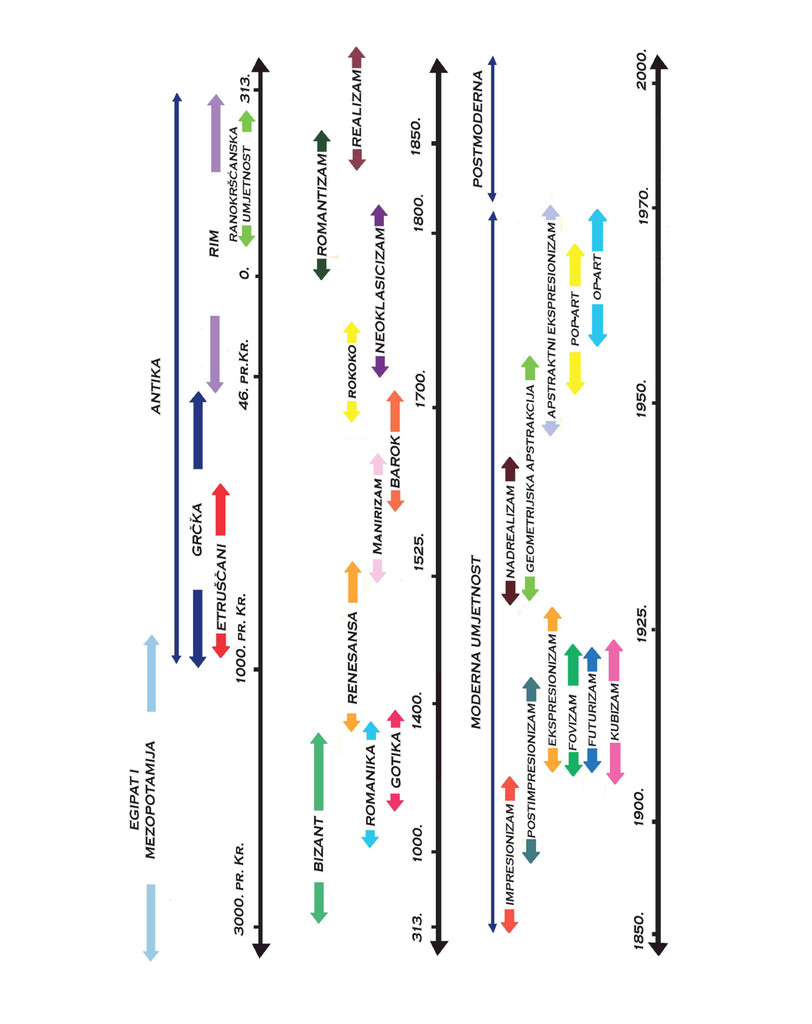 ANTIKA
EGIPAT I
MEZOPOTAMIJA
GRČKA
ETRUŠČANI
RIM
RANOKRŠĆANSKA
UMJETNOST
3000. PR. KR.
1000. PR. KR.
46. PR.KR.
0.
313.
BIZANT
ROMANIKA
GOTIKA
RENESANSA
MANIRIZAM
BAROK
ROKOKO
NEOKLASICIZAM
ROMANTIZAM
REALIZAM
313.
1000.
1400.
1525.
1700.
1800.
1850.
MODERNA UMJETNOST
POSTMODERNA
IMPRESIONIZAM
POSTIMPRESIONIZAM
EKSPRESIONIZAM
FOVIZAM
FUTURIZAM
KUBIZAM
NADREALIZAM
GEOMETRIJSKA APSTRAKCIJA
APSTRAKTNI EKSPRESIONIZAM
POP-ART
OP-ART
1850.
1900.
1925.
1950.
1970.
2000.